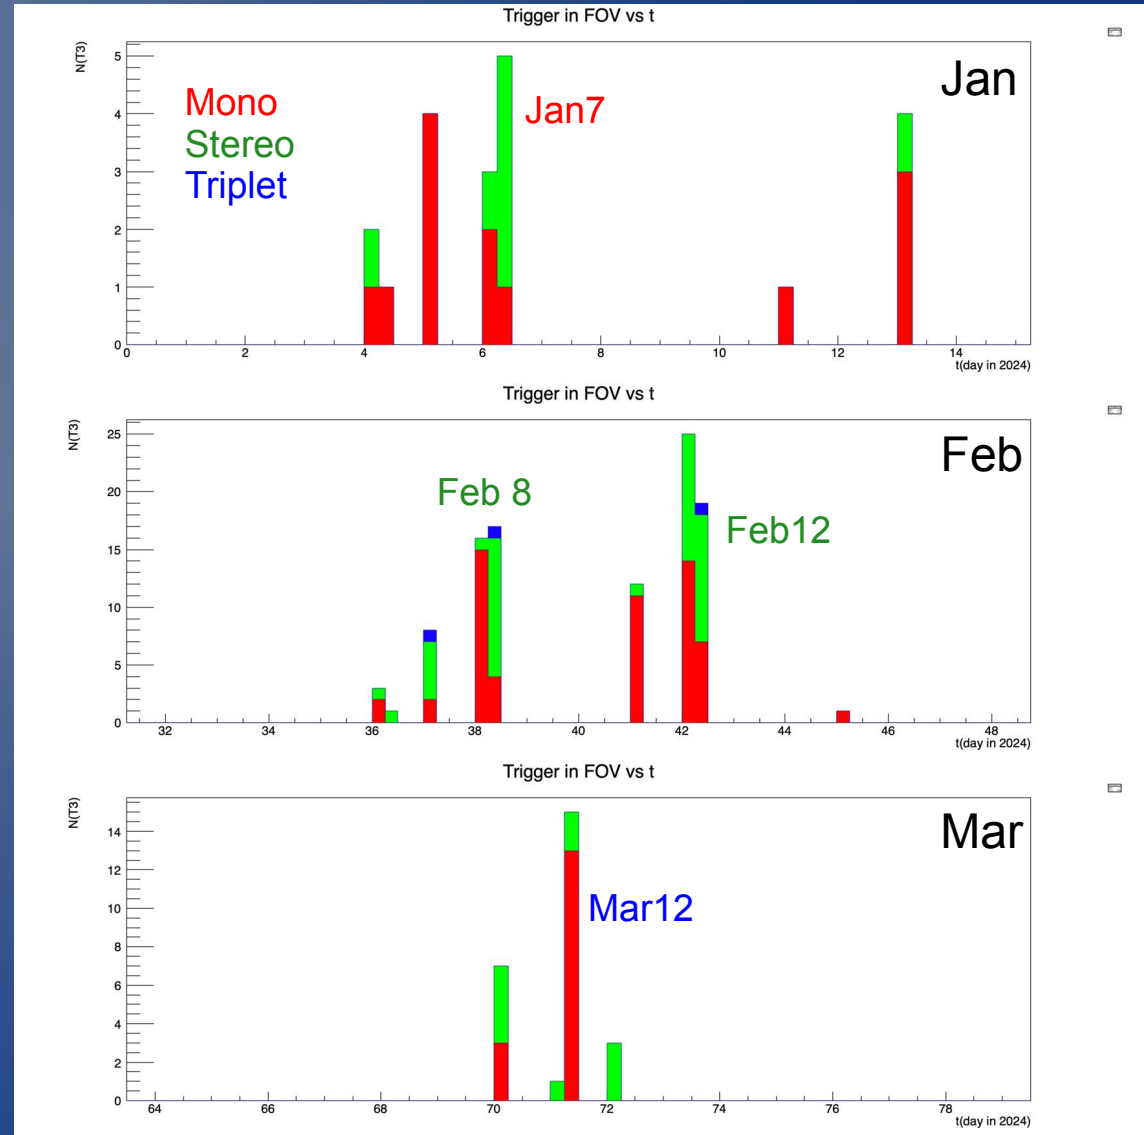 Trigger in FOV vs t
N(T3)
Jan
Mono
Stereo
Triplet
Jan7
5
4
3
2
1
0
0 2 4 6 8 10 12 14
t(day in 2024)
Trigger in FOV vs t
N(T3)
Feb
Feb 8
Feb12
25
20
15
10
5
0
32 34 36 38 40 42 44 46 48
t(day in 2024)
Trigger in FOV vs t
N(T3)
Mar
Mar12
14
12
10
8
6
4
2
0
64 66 68 70 72 74 76 78
t(day in 2024)